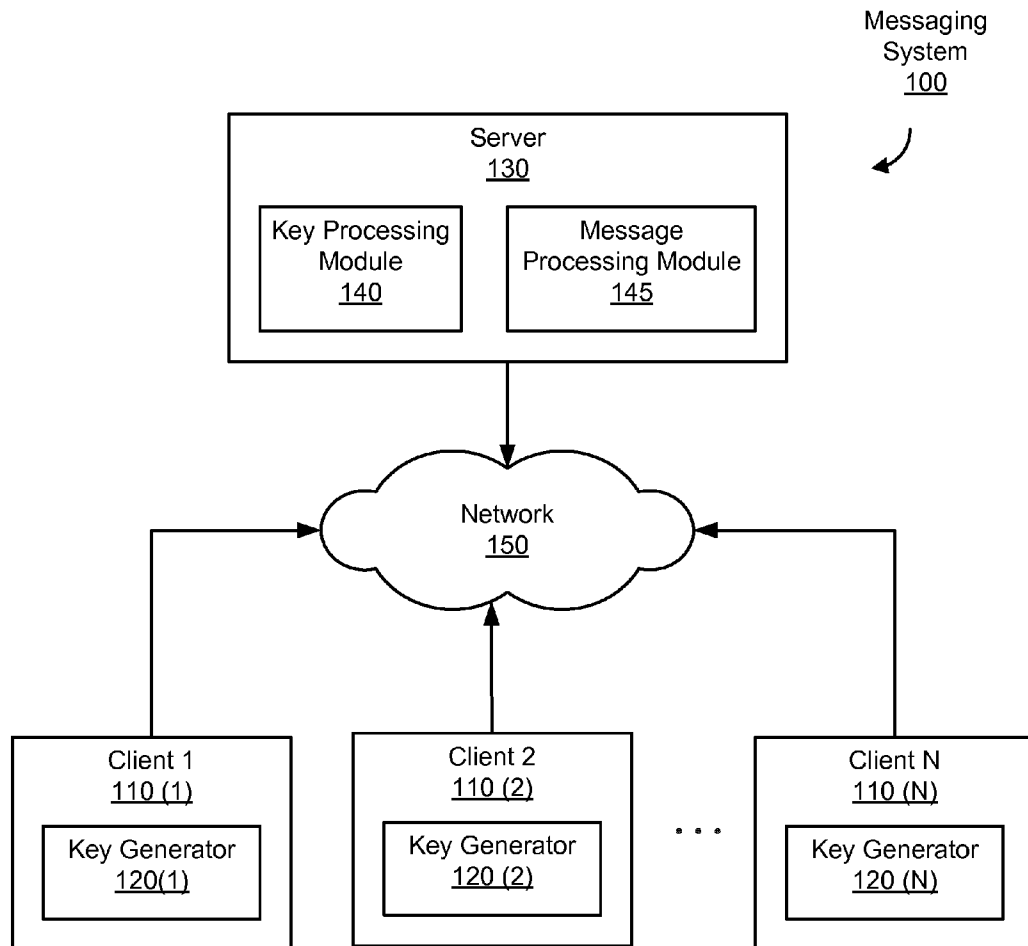 Messaging
System
100
Server
130
Key Processing
Module
140
Message
Processing Module
145
Network
150
Client 1
110 (1)
Key Generator
120(1)
Client 2
110 (2)
Key Generator
120 (2)
. . .
Client N
110 (N)
Key Generator
120 (N)